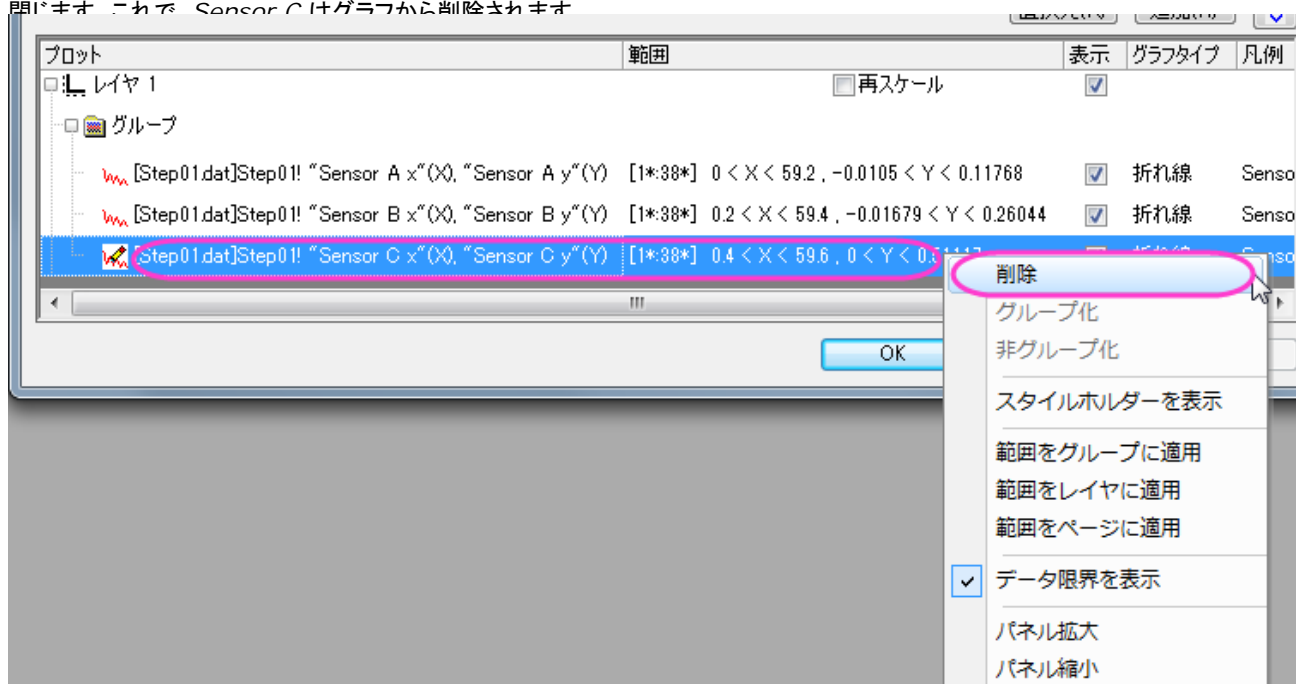 閉じます。これで、Sensor C はグラフから削除されます。
プロット 範囲 表示 グラフタイプ 凡例
レイヤ 1 再スケール
グループ
[Step01.dat]Step01! "Sensor A x"(X), "Sensor A y"(Y) [1*:38*] 0 < X < 59.2 , -0.0105 < Y < 0.11768 折れ線 Senso
[Step01.dat]Step01! "Sensor B x"(X), "Sensor B y"(Y) [1*:38*] 0.2 < X < 59.4 , -0.01679 < Y < 0.26044 折れ線 Senso
[Step01.dat]Step01! "Sensor C x"(X), "Sensor C y"(Y) [1*:38*] 0.4 < X < 59.6 , 0 < Y <
削除
グループ化
OK
非グループ化
スタイルホルダーを表示
範囲をグループに適用
範囲をレイヤに適用
範囲をページに適用
データ限界を表示
パネル拡大
パネル縮小